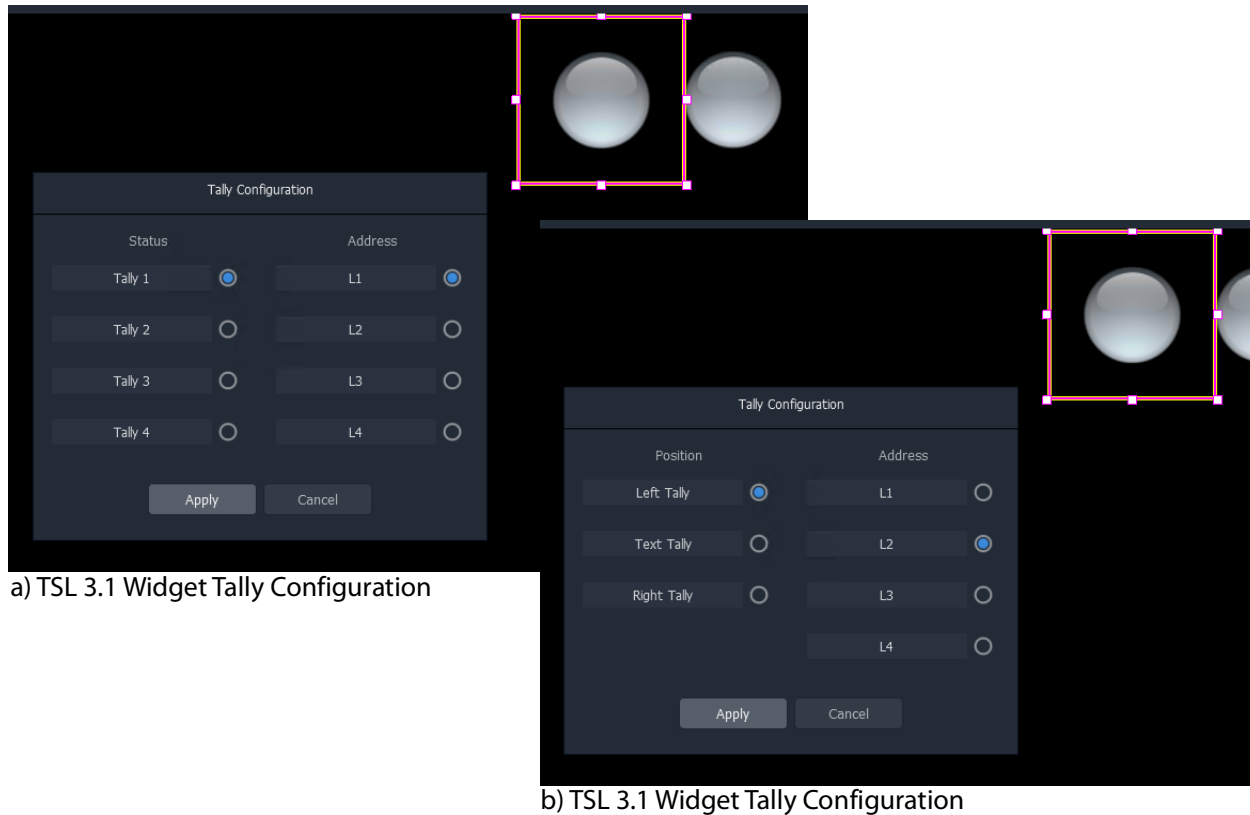 Tally Configuration
Status Address
Tally 1 L1
Tally 2 L2
Tally 3 L3
Tally 4 L4
Apply Cancel
a) TSL 3.1 Widget Tally Configuration
Tally Configuration
Position Address
Left Tally L1
Text Tally L2
Right Tally L3
L4
Apply Cancel
b) TSL 3.1 Widget Tally Configuration